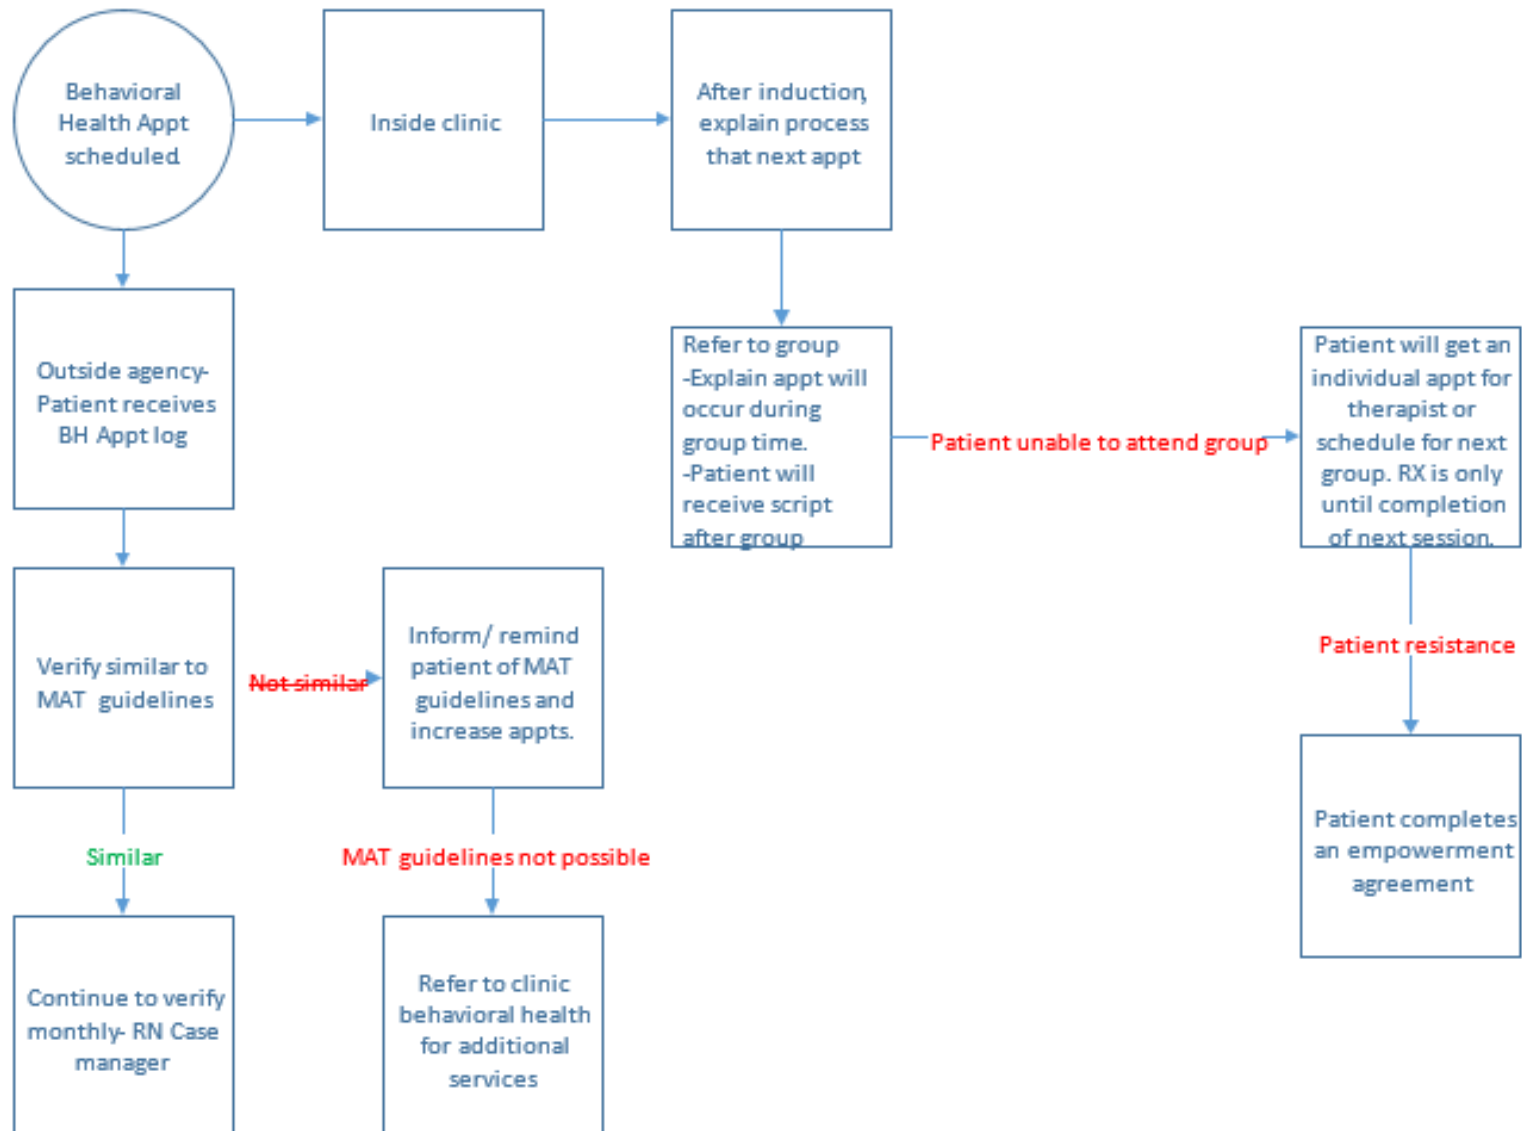 Behavioral
Health Appt
scheduled.
Inside clinic
After induction,
explain process
that next appt
Outside agency-
Patient receives
BH Appt log
Refer to group
-Explain appt will
occur during
group time.
-Patient will
receive script
after group
Patient unable to attend group
Patient will get an
individual appt for
therapist or
schedule for next
group. RX is only
until completion
of next session.
Verify similar to
MAT guidelines
Not similar
Inform/ remind
patient of MAT
guidelines and
increase appts.
Patient resistance
Similar
MAT guidelines not possible
Patient completes
an empowerment
agreement
Continue to verify
monthly- RN Case
manager
Refer to clinic
behavioral health
for additional
services